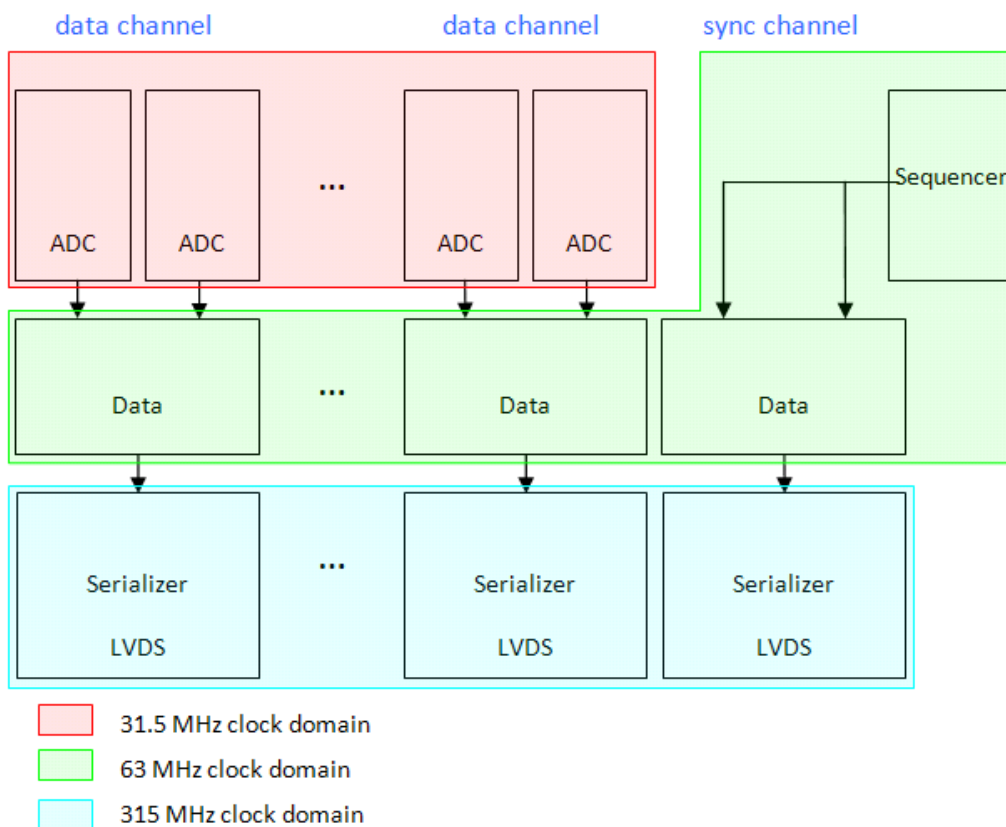 data channel
data channel
sync channel
Sequencer
...
ADC
ADC
ADC
ADC
...
Data
Data
Data
...
Serializer
LVDS
Serializer
LVDS
Serializer
LVDS
31.5 MHz clock domain
63 MHz clock domain
315 MHz clock domain